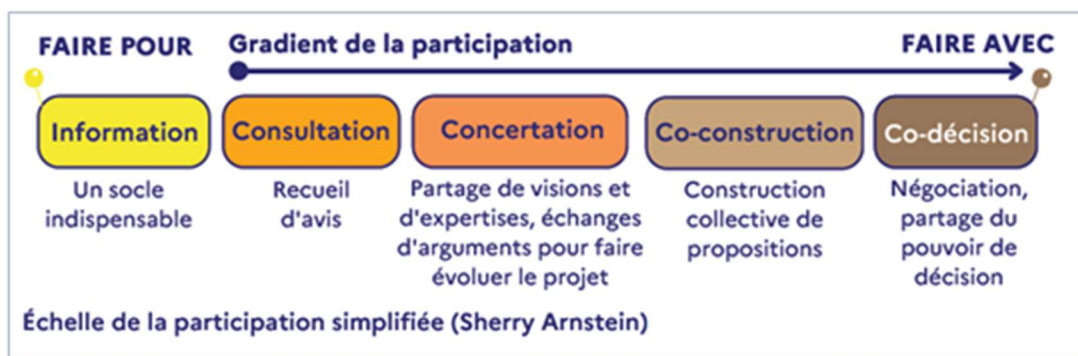 FAIRE POUR
Gradient de la participation
FAIRE AVEC
Information
Consultation
Concertation
Co-construction
Co-décision
Un socle
indispensable
Recueil
d'avis
Partage de visions et
d'expertises, échanges
d'arguments pour faire
évoluer le projet
Construction
collective de
propositions
Négociation,
partage du
pouvoir de
décision
Échelle de la participation simplifiée (Sherry Arnstein)